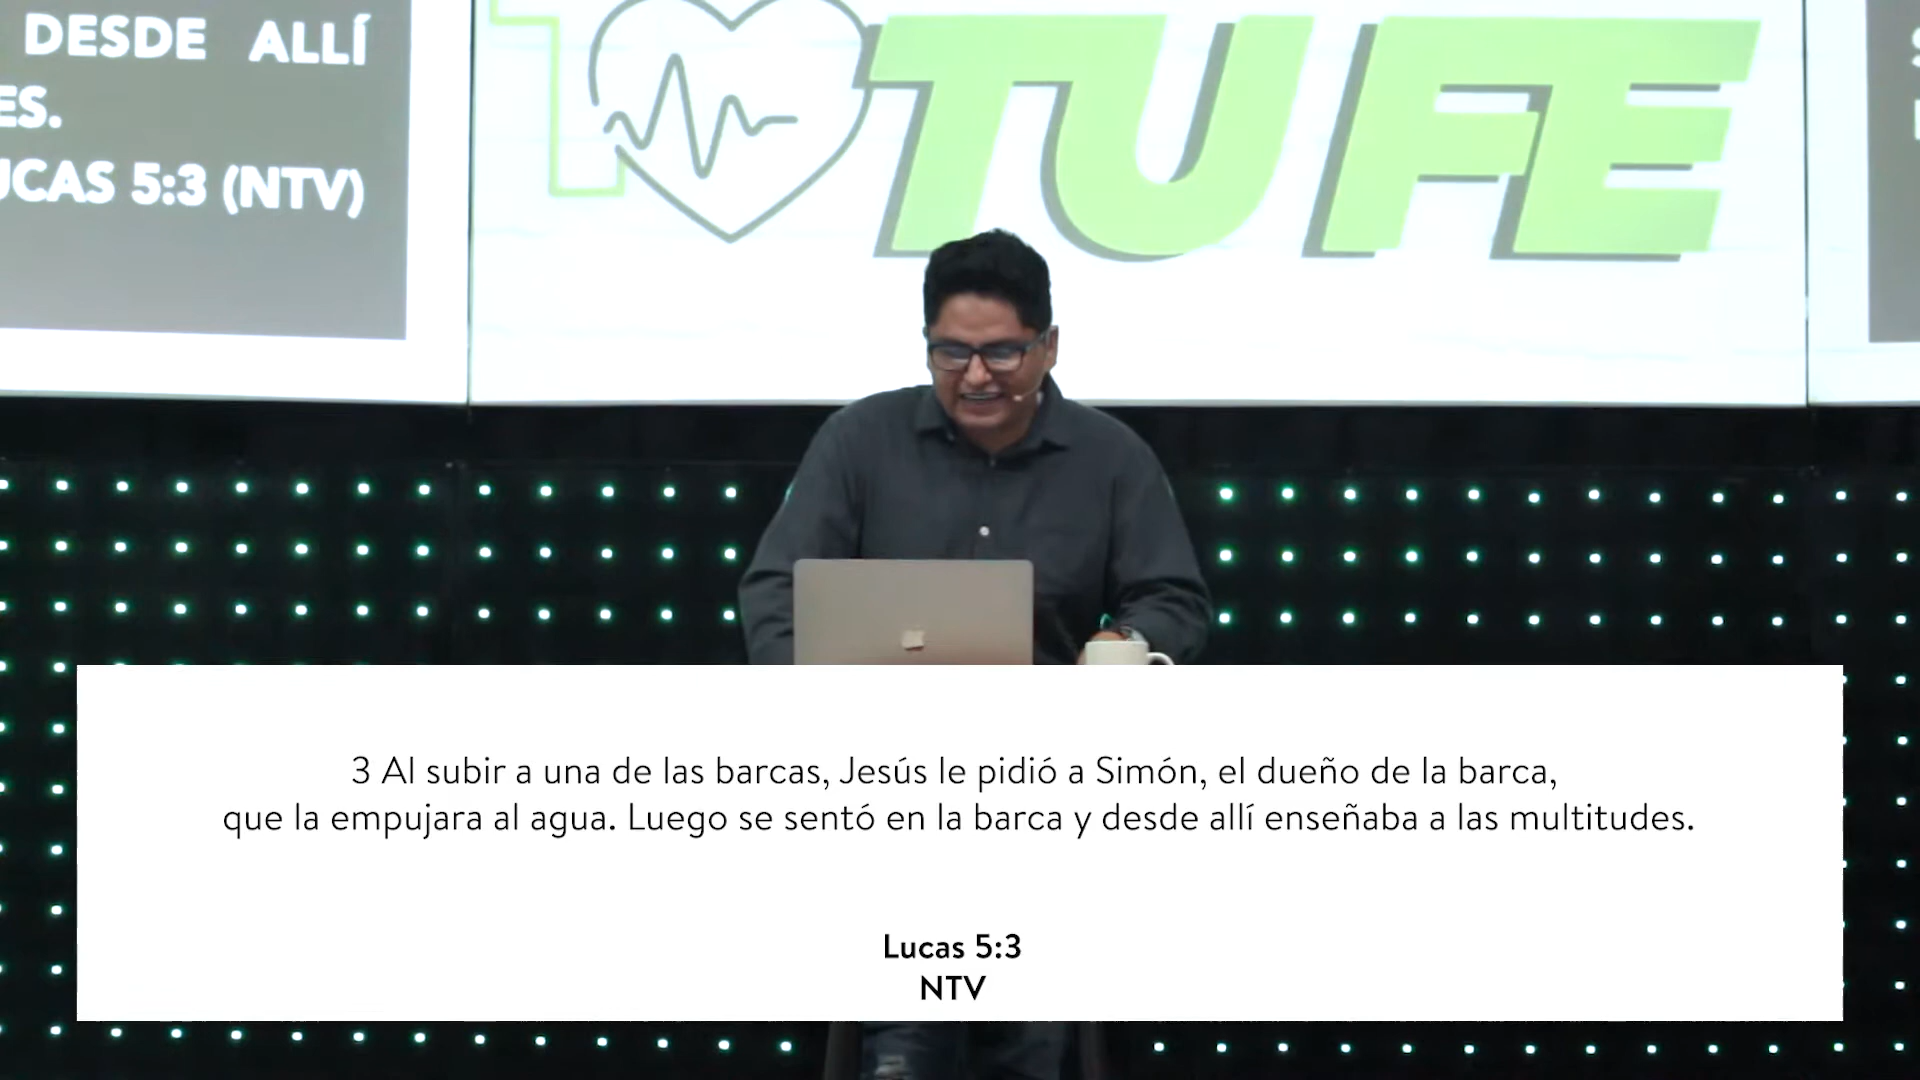 DESDE ALLÍ
ES.
UCAS 5:3 (NTV)
TU FE
3 Al subir a una de las barcas, Jesús le pidió a Simón, el dueño de la barca,
que la empujara al agua. Luego se sentó en la barca y desde allí enseñaba a las multitudes.
Lucas 5:3
NTV